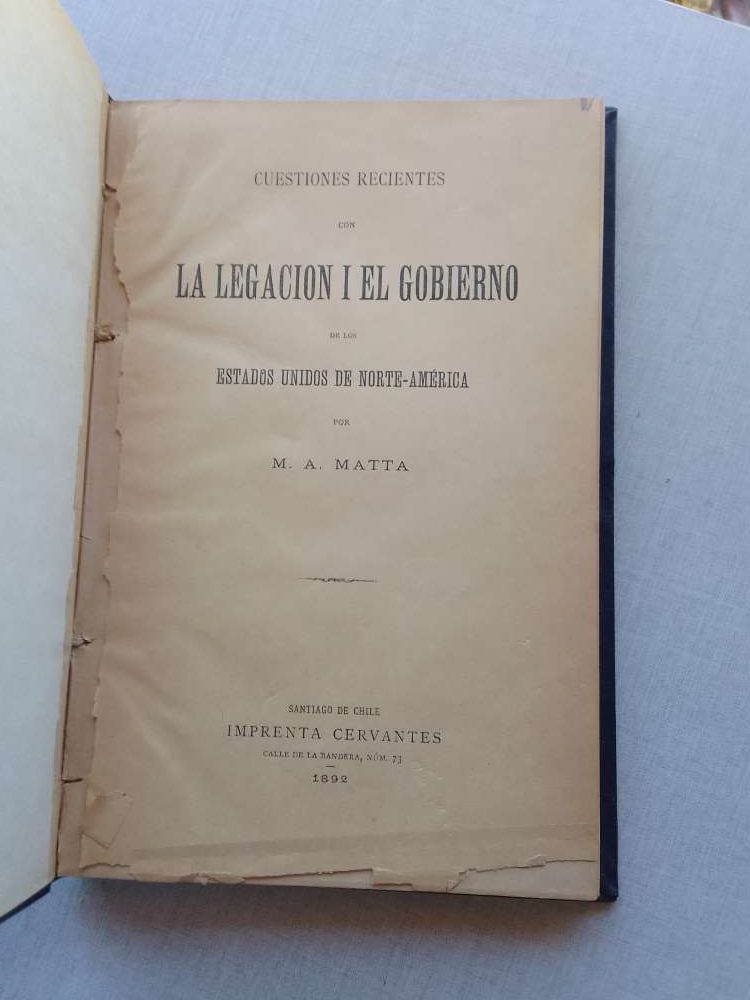 CUESTIONES RECIENTES
CON
LA LEGACION I EL GOBIERNO
DE LOS
ESTADOS UNIDOS DE NORTE-AMÉRICA
POR
M. A. MATTA
SANTIAGO DE CHILE
IMPRENTA CERVANTES
CALLE DE LA BANDERA, NÚM. 73
1892